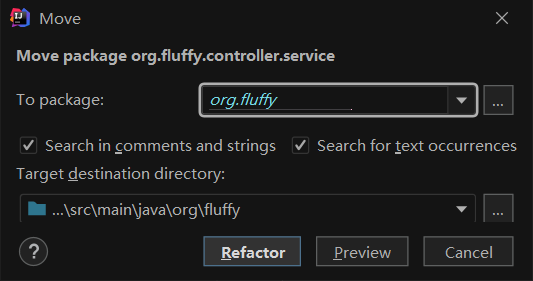 Move
Move package org.fluffy.controller.service
To package:
org.fluffy
...
Search in comments and strings
Search for text occurrences
Target destination directory:
...\src\main\java\org\fluffy
...
?
Refactor
Preview
Cancel